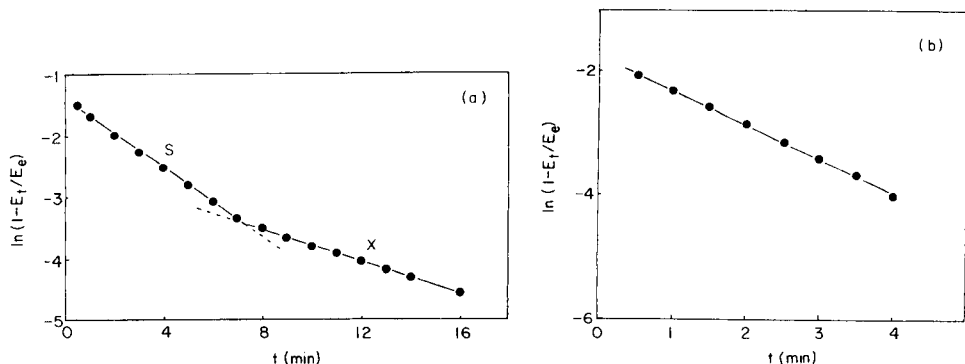 (a)
ln (1-Et/Ee)
-1
-2
-3
-4
-5
S
X
0 4 8 12 16
t (min)
(b)
ln (1-Et/Ee)
-2
-4
-6
0 1 2 3 4
t (min)